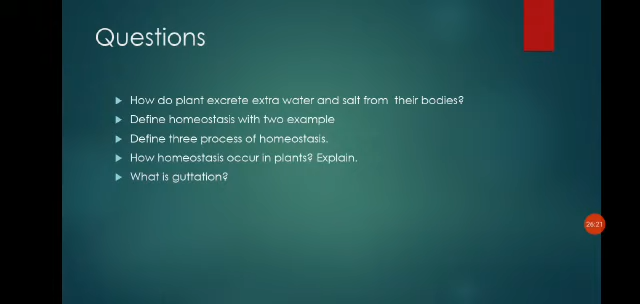 Questions
How do plant excrete extra water and salt from their bodies?
Define homeostasis with two example
Define three process of homeostasis.
How homeostasis occur in plants? Explain.
What is guttation?
26:21